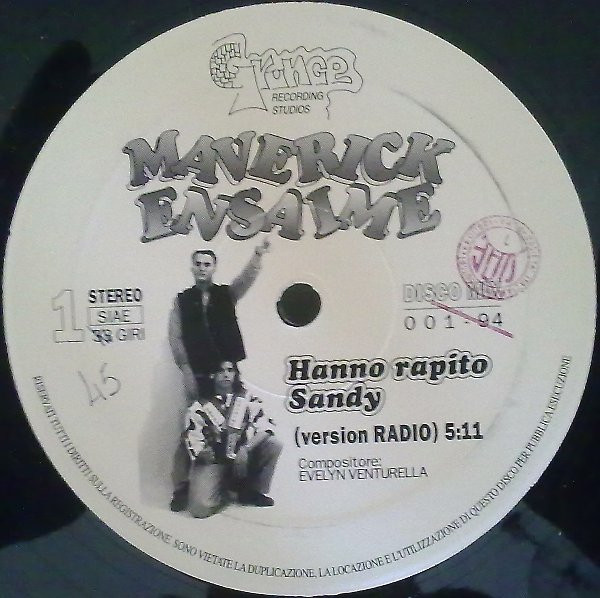 Grunge
RECORDING
STUDIOS
MAVERICK
ENSAIME
1
STEREO
SIAE
33 GIRI
45
DISCO MIX
001-94
Hanno rapito
Sandy
(version RADIO) 5:11
Compositore:
EVELYN VENTURELLA
RISERVATI TUTTI I DIRITTI SULLA REGISTRAZIONE. SONO VIETATE LA DUPLICAZIONE, LA LOCAZIONE E L'UTILIZZAZIONE DI QUESTO DISCO PER PUBBLICA ESECUZIONE